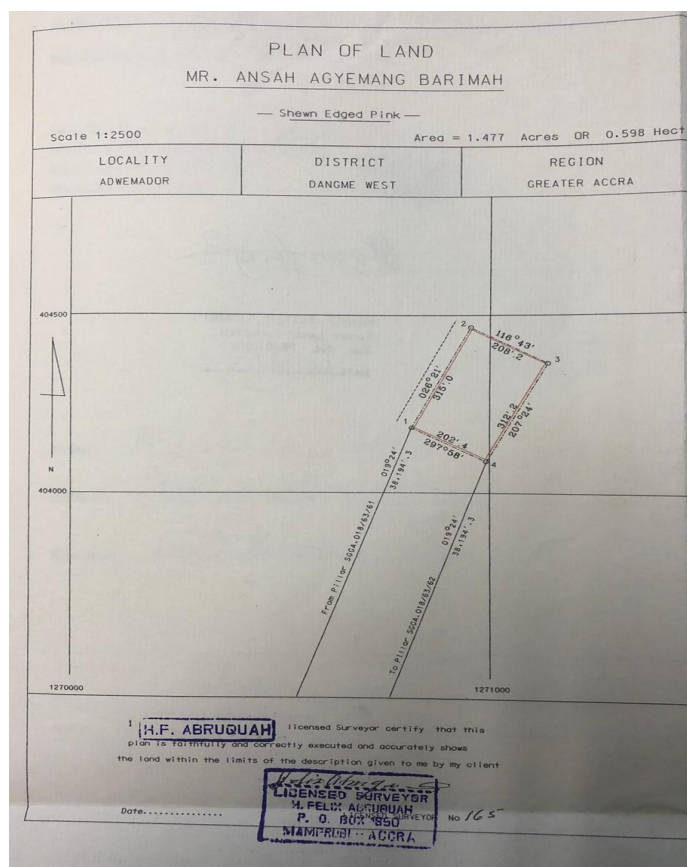 PLAN OF LAND
MR. ANSAH AGYEMANG BARIMAH
— Shewn Edged Pink —
Scale 1:2500
Area = 1.477 Acres OR 0.598 Hect
LOCALITY
ADWEMADOR
DISTRICT
DANGME WEST
REGION
GREATER ACCRA
404500
2
116°43'
208'.2
3
026°21'
315'.0
312'.2
207°24'
1
202'.4
297°58'
4
019°24'
38,194'.3
019°24'
38,194'.3
N
404000
From Pillar SGGA.018/63/61
To Pillar SGGA.018/63/62
1270000
1271000
I H.F. ABRUQUAH licensed Surveyor certify that this
plan is faithfully and correctly executed and accurately shows
the land within the limits of the description given to me by my client
LICENSED SURVEYOR
H. FELIX ABRUQUAH
P. O. BOX
MAMPROBI - ACCRA
Date..............
SURVEYOR No 165